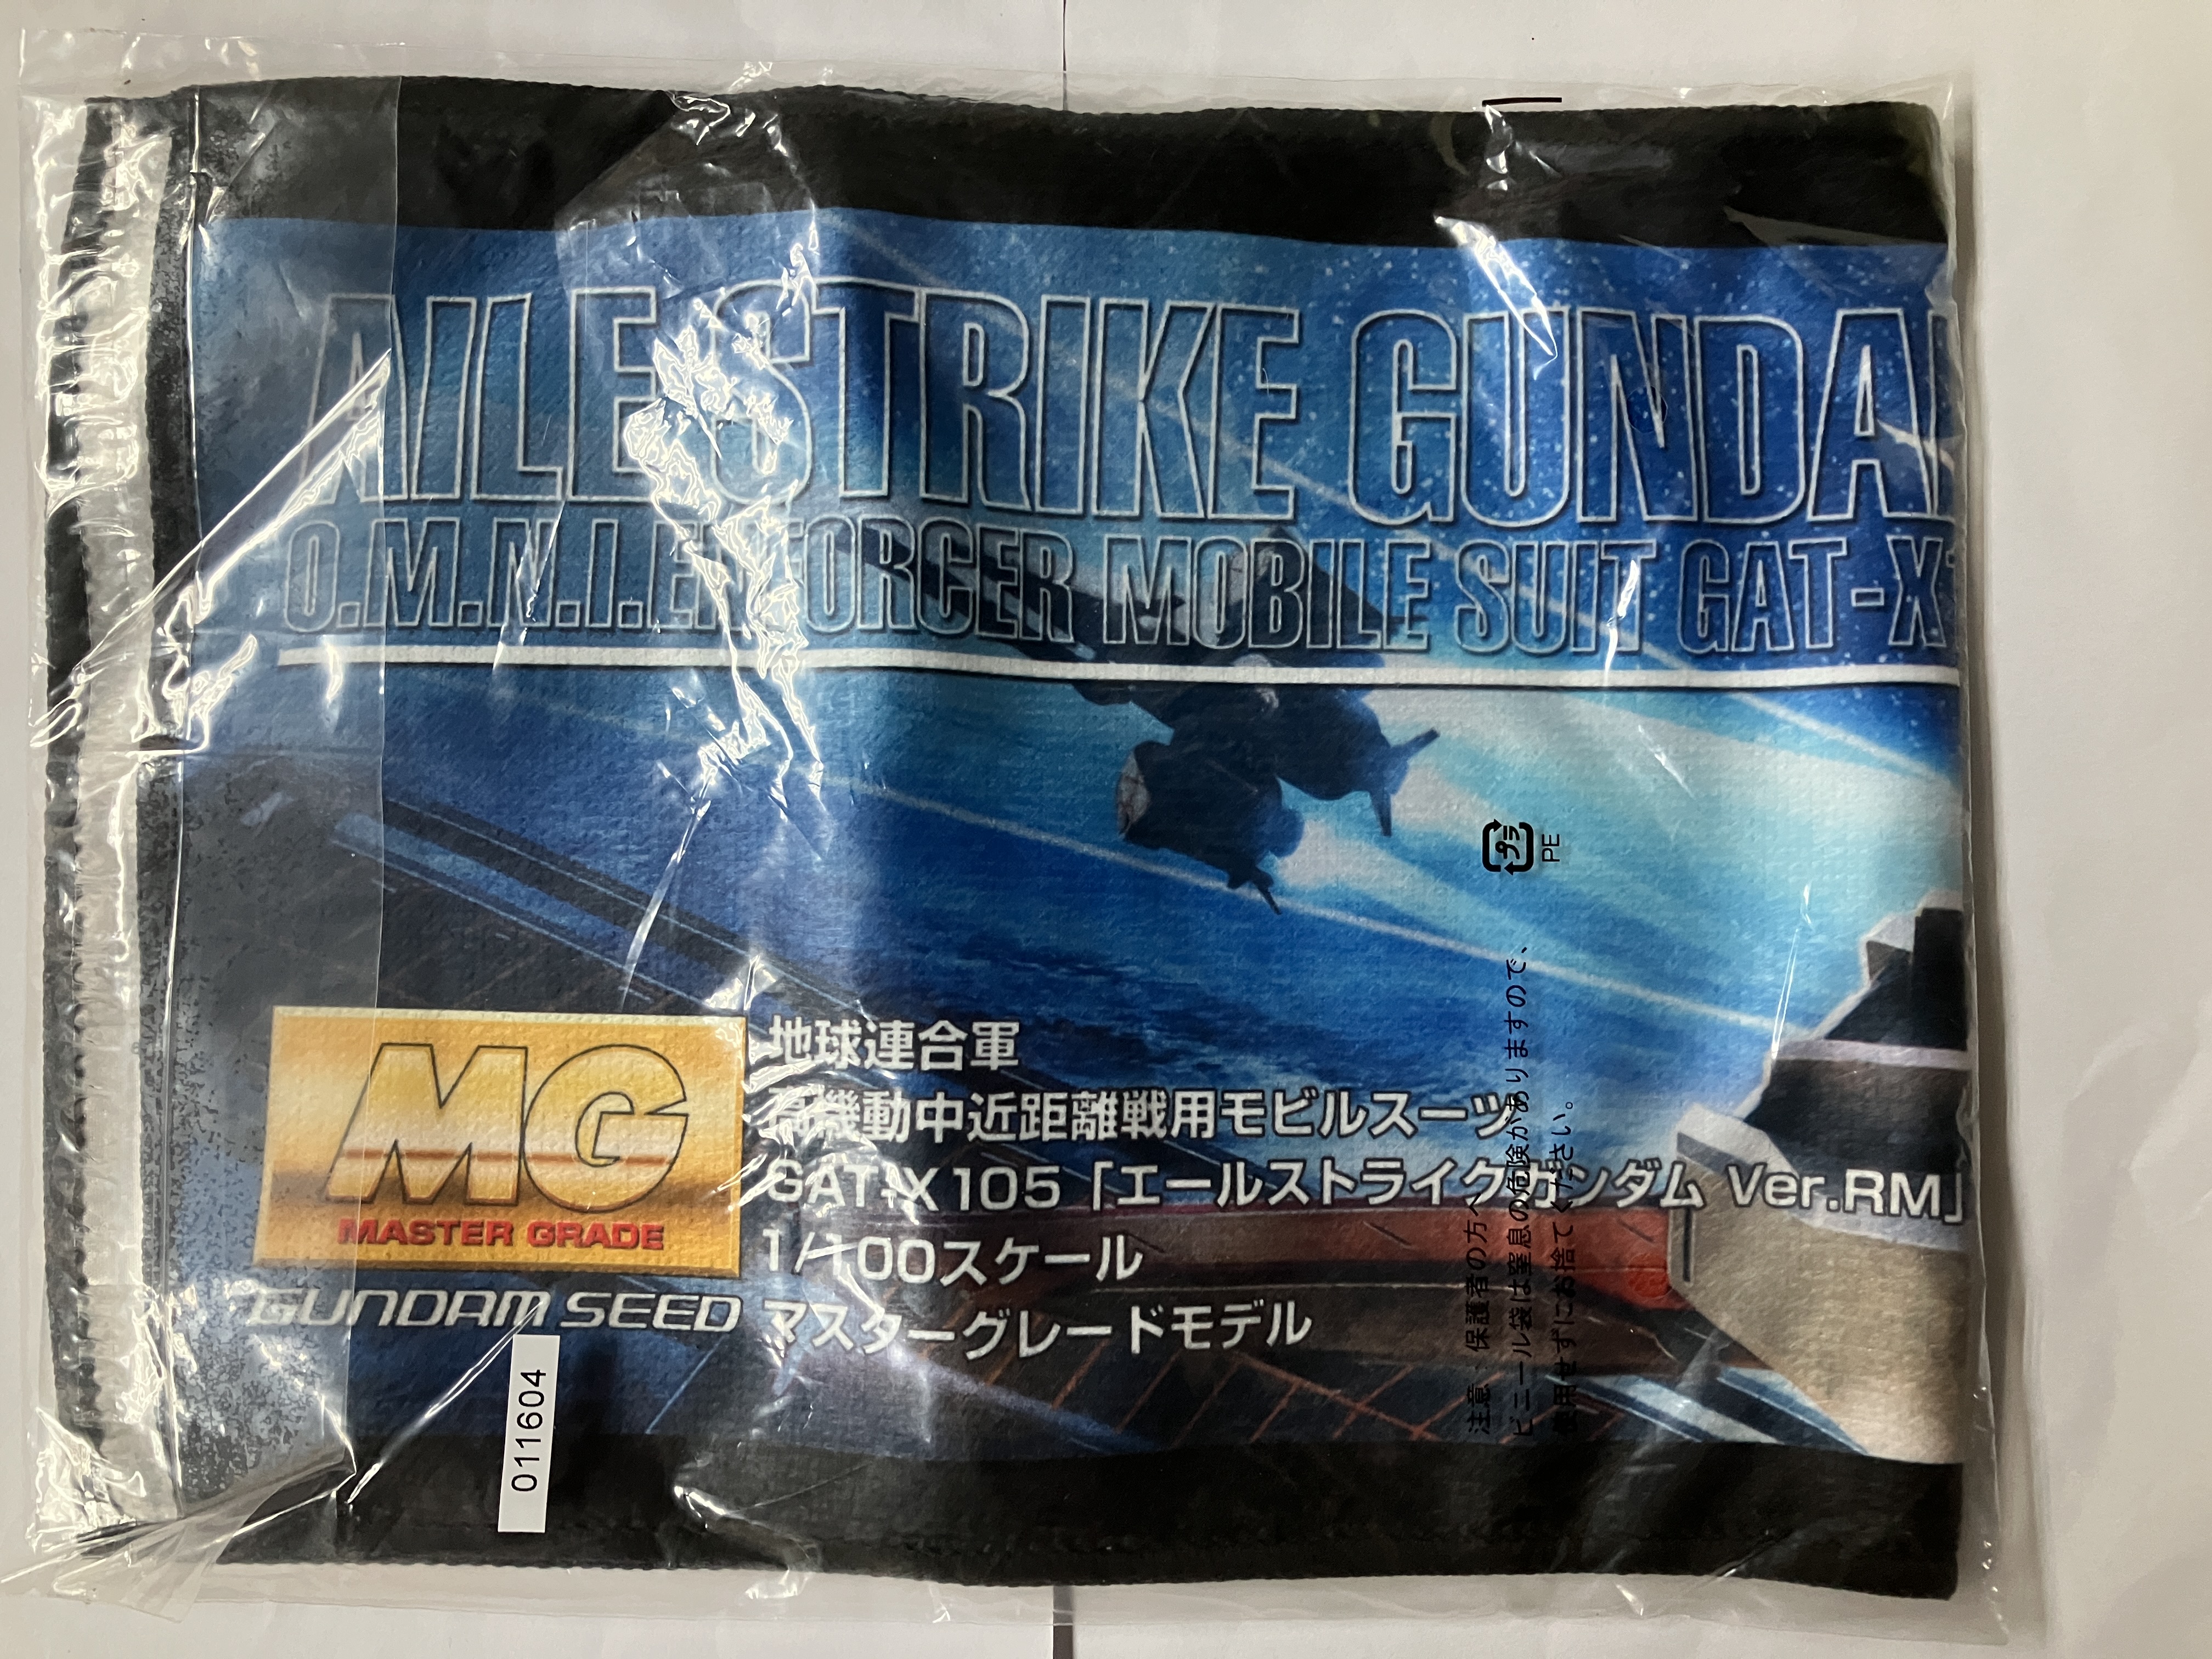 AILE STRIKE GUNDA
O.M.N.I.ENFORCER MOBILE SUIT GAT-X
MG
MASTER GRADE
GUNDAM SEED
地球連合軍
高機動中近距離戦用モビルスーツ
GAT-X105「エールストライクガンダム Ver.RM」
1/100スケール
マスターグレードモデル
011604
プラ
PE
注意:保護者の方へ
ビニール袋は窒息の危険がありますので、
使用せずにお捨てください。